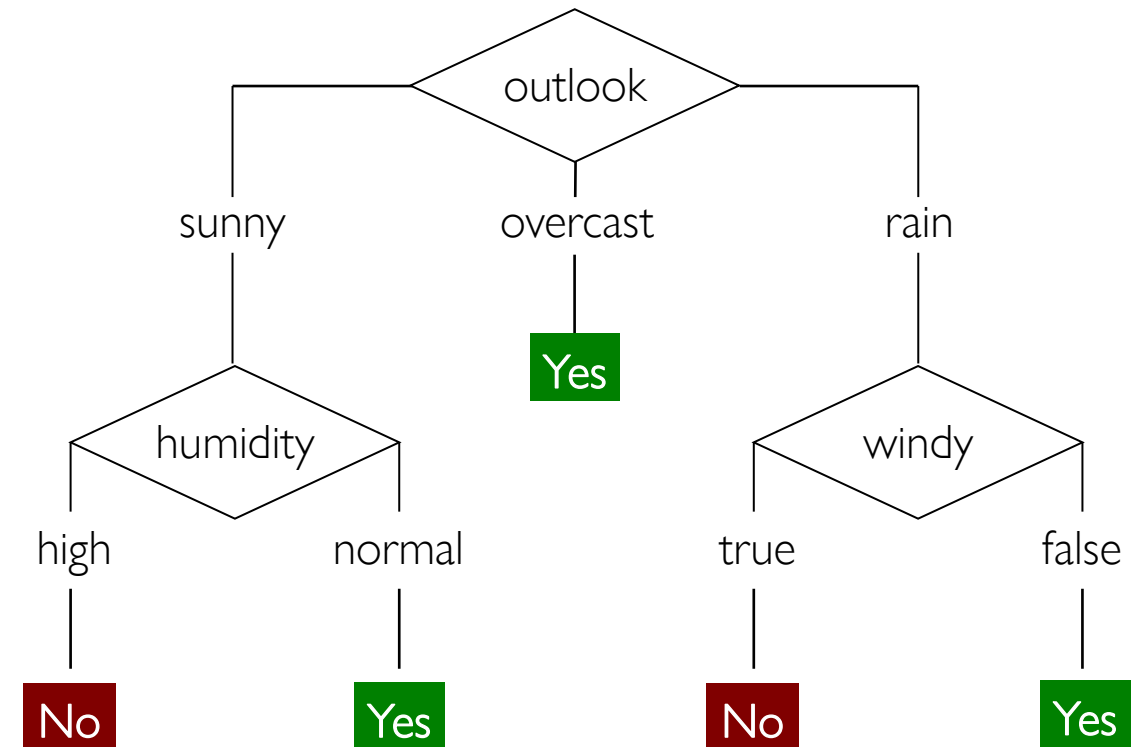 outlook
sunny overcast rain
Yes
humidity windy
high normal true false
No Yes No Yes